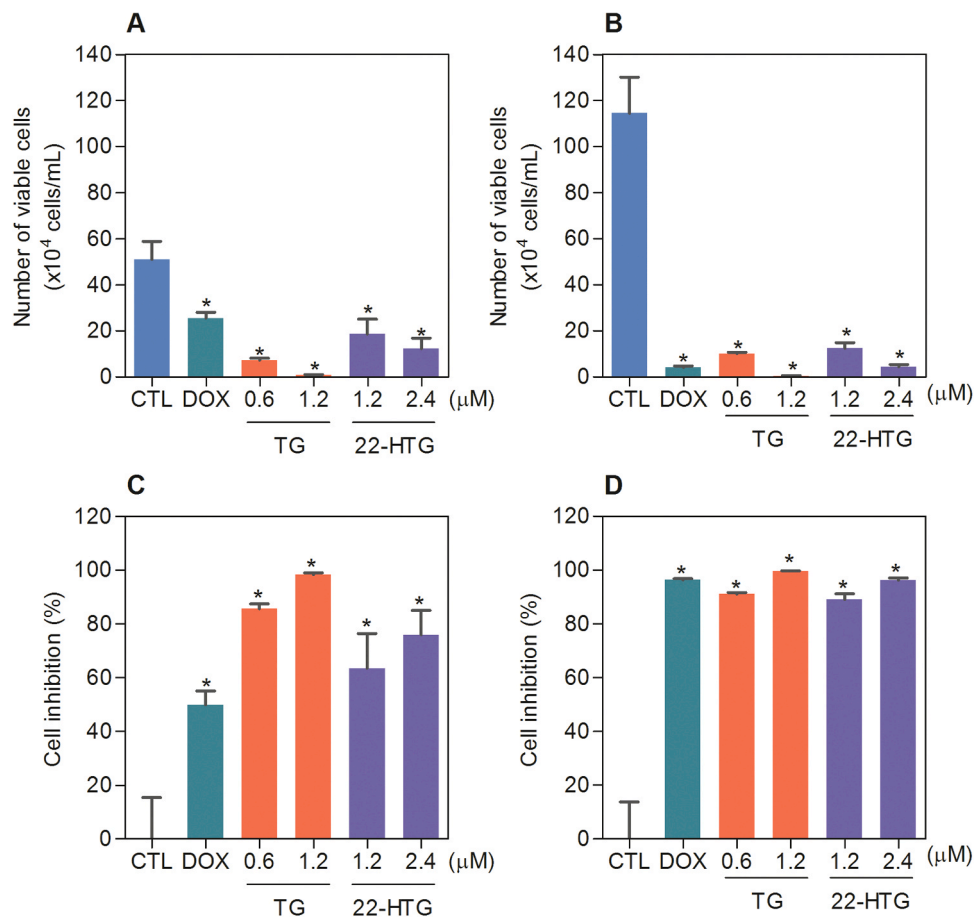 A
Number of viable cells
(x10⁴ cells/mL)
140
120
100
80
60
40
20
0
* * * * *
CTL DOX 0.6 1.2 1.2 2.4 (μM)
TG 22-HTG
B
Number of viable cells
(x10⁴ cells/mL)
140
120
100
80
60
40
20
0
* * * * *
CTL DOX 0.6 1.2 1.2 2.4 (μM)
TG 22-HTG
C
Cell inhibition (%)
120
100
80
60
40
20
0
* * * * *
CTL DOX 0.6 1.2 1.2 2.4 (μM)
TG 22-HTG
D
Cell inhibition (%)
120
100
80
60
40
20
0
* * * * *
CTL DOX 0.6 1.2 1.2 2.4 (μM)
TG 22-HTG